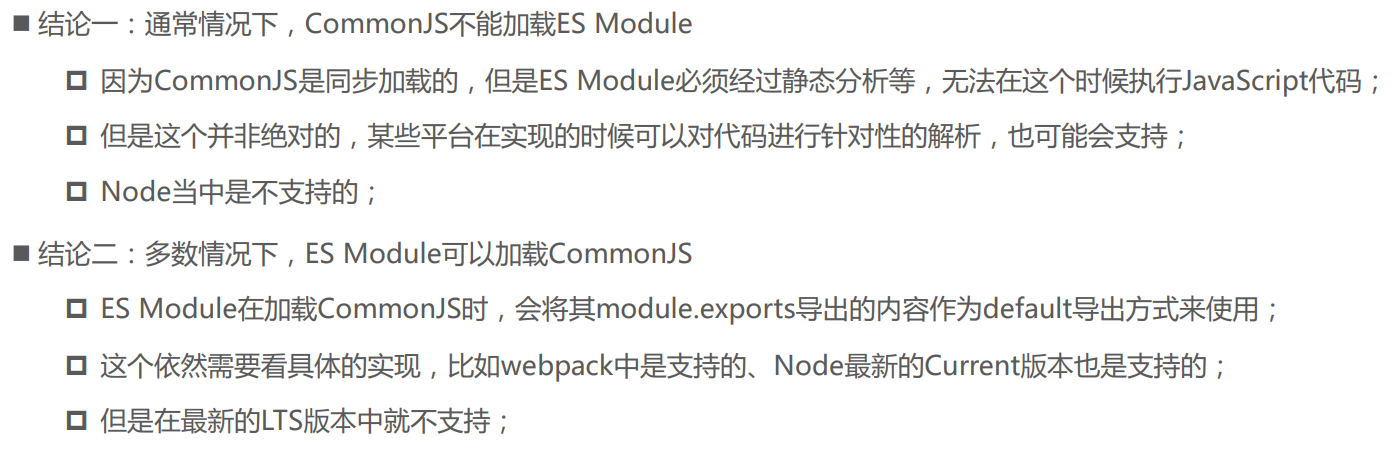 ■ 结论一：通常情况下，CommonJS不能加载ES Module
因为CommonJS是同步加载的，但是ES Module必须经过静态分析等，无法在这个时候执行JavaScript代码；
但是这个并非绝对的，某些平台在实现的时候可以对代码进行针对性的解析，也可能会支持；
Node当中是不支持的；
■ 结论二：多数情况下，ES Module可以加载CommonJS
ES Module在加载CommonJS时，会将其module.exports导出的内容作为default导出方式来使用；
这个依然需要看具体的实现，比如webpack中是支持的、Node最新的Current版本也是支持的；
但是在最新的LTS版本中就不支持；